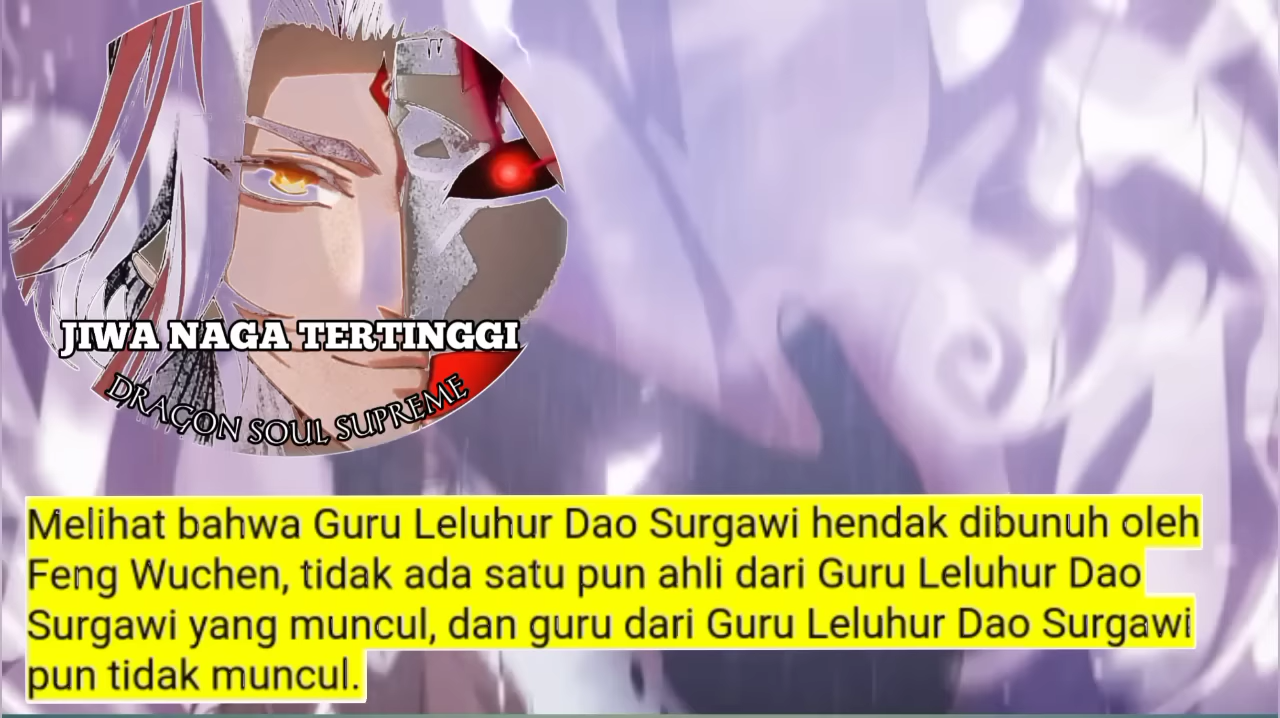 JIWA NAGA TERTINGGI
DRAGON SOUL SUPREME
Melihat bahwa Guru Leluhur Dao Surgawi hendak dibunuh oleh
Feng Wuchen, tidak ada satu pun ahli dari Guru Leluhur Dao
Surgawi yang muncul, dan guru dari Guru Leluhur Dao Surgawi
pun tidak muncul.